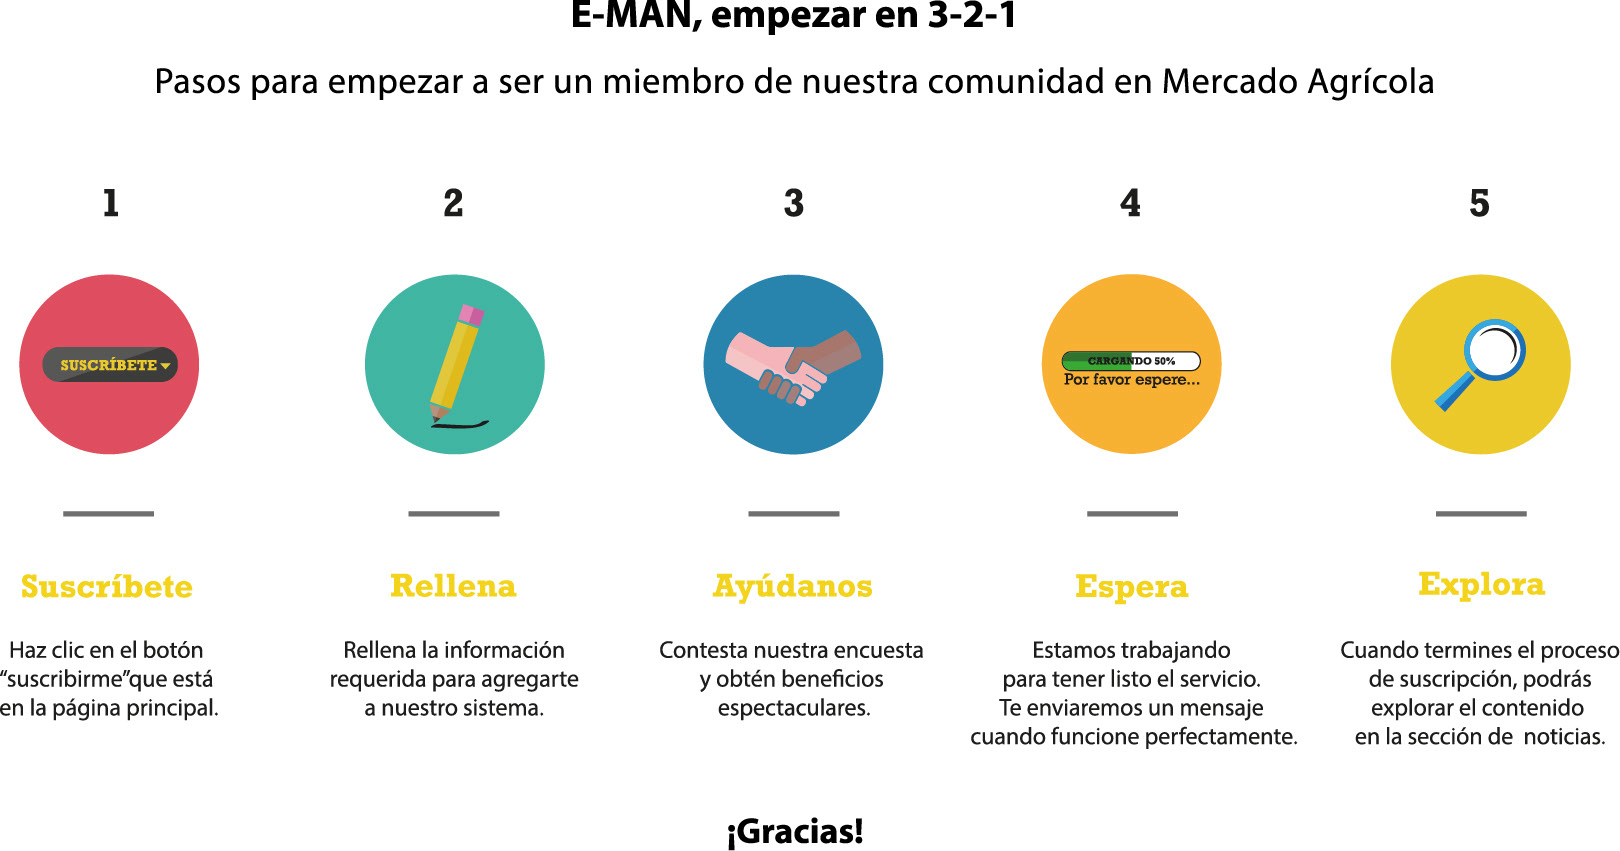 E-MAN, empezar en 3-2-1
Pasos para empezar a ser un miembro de nuestra comunidad en Mercado Agrícola
1
SUSCRÍBETE
Suscríbete
Haz clic en el botón
“suscribirme”que está
en la página principal.
2
Rellena
Rellena la información
requerida para agregarte
a nuestro sistema.
3
Ayúdanos
Contesta nuestra encuesta
y obtén beneficios
espectaculares.
4
CARGANDO 50%
Por favor espere...
Espera
Estamos trabajando
para tener listo el servicio.
Te enviaremos un mensaje
cuando funcione perfectamente.
5
Explora
Cuando termines el proceso
de suscripción, podrás
explorar el contenido
en la sección de noticias.
¡Gracias!